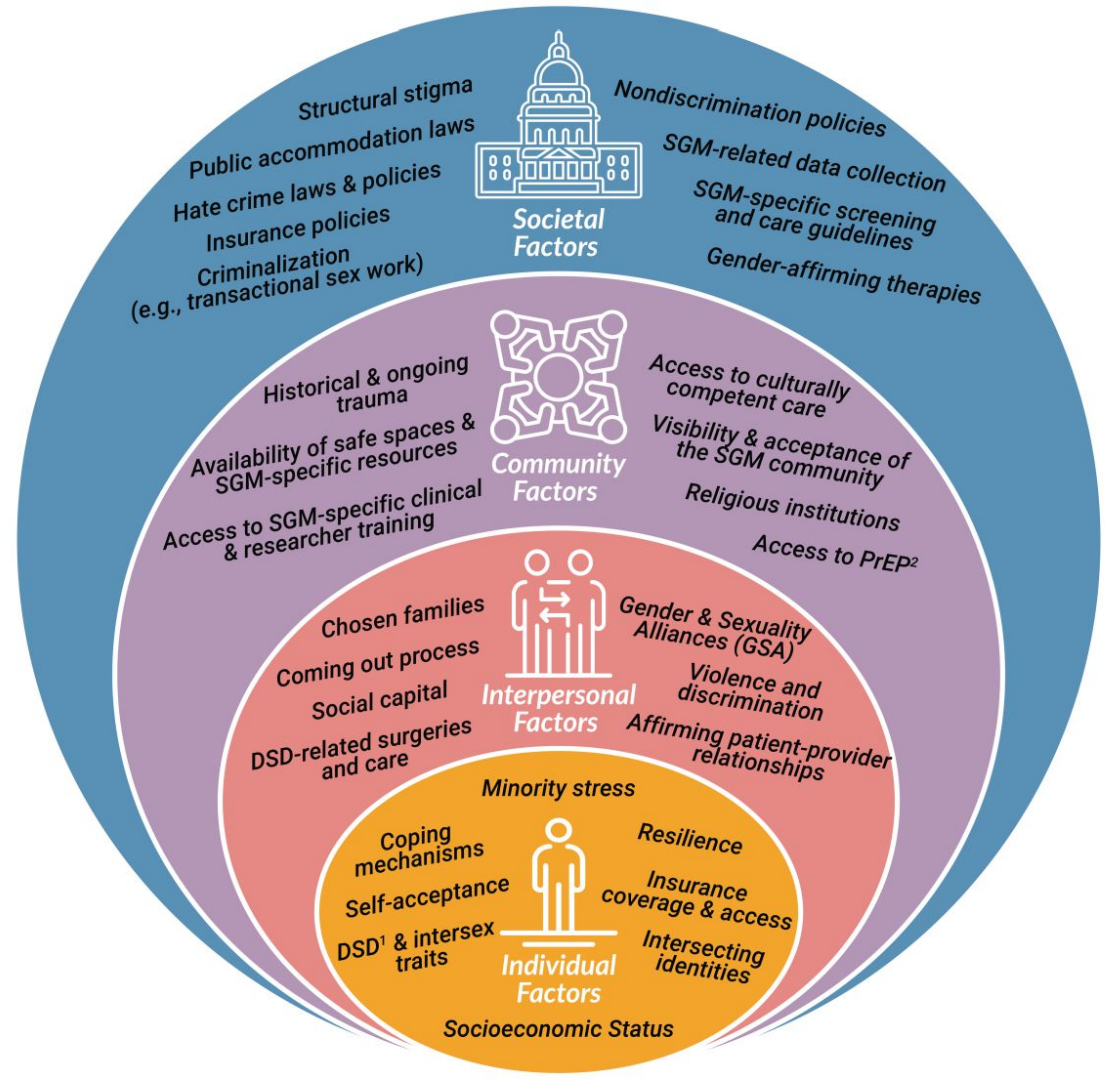 Structural stigma
Public accommodation laws
Hate crime laws & policies
Insurance policies
Criminalization
(e.g., transactional sex work)
Societal
Factors
Nondiscrimination policies
SGM-related data collection
SGM-specific screening
and care guidelines
Gender-affirming therapies
Historical & ongoing
trauma
Availability of safe spaces &
SGM-specific resources
Access to SGM-specific clinical
& researcher training
Community
Factors
Access to culturally
competent care
Visibility & acceptance of
the SGM community
Religious institutions
Access to PrEP²
Chosen families
Coming out process
Social capital
DSD-related surgeries
and care
Interpersonal
Factors
Gender & Sexuality
Alliances (GSA)
Violence and
discrimination
Affirming patient-provider
relationships
Minority stress
Coping
mechanisms
Self-acceptance
DSD¹ & intersex
traits
Individual
Factors
Resilience
Insurance
coverage & access
Intersecting
identities
Socioeconomic Status